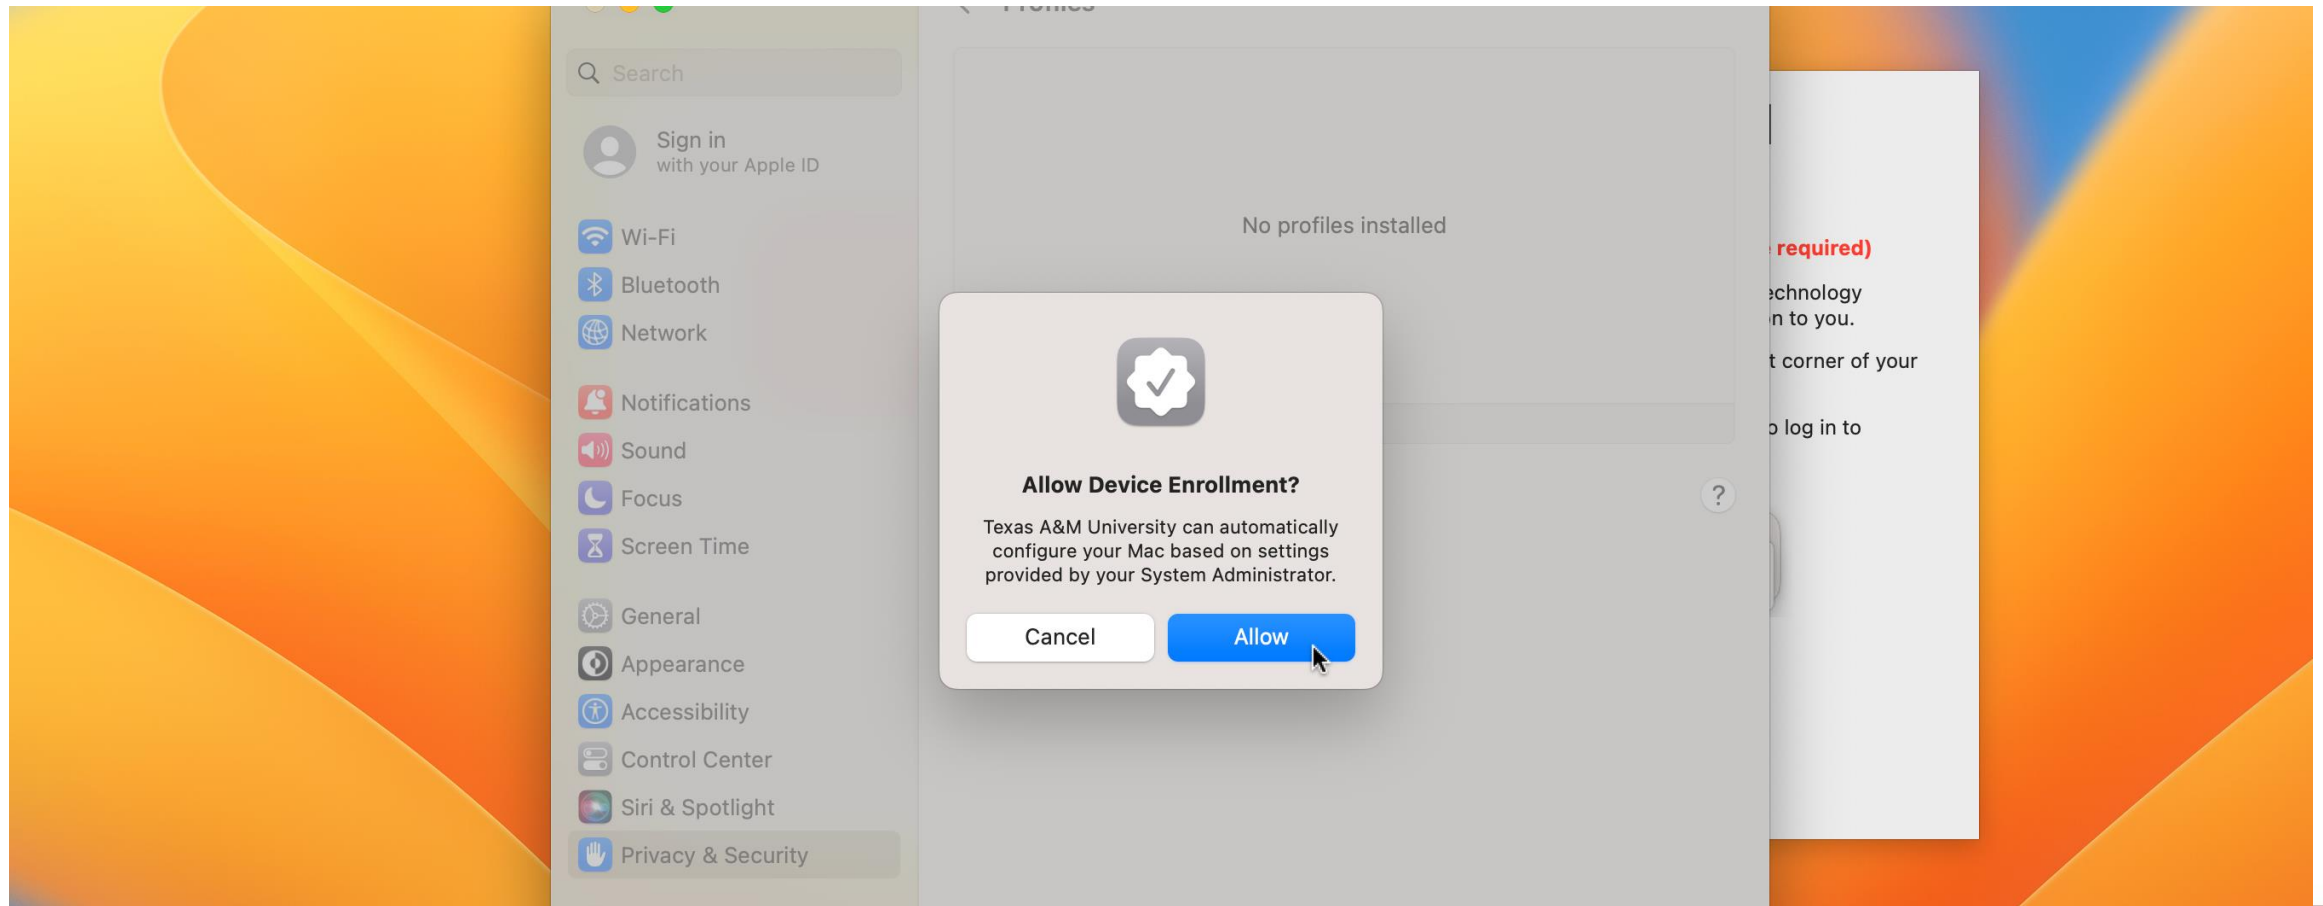 Profiles
Search
Sign in
with your Apple ID
Wi-Fi
Bluetooth
Network
Notifications
Sound
Focus
Screen Time
General
Appearance
Accessibility
Control Center
Siri & Spotlight
Privacy & Security
No profiles installed
Allow Device Enrollment?
Texas A&M University can automatically
configure your Mac based on settings
provided by your System Administrator.
Cancel
Allow
?
required)
echnology
n to you.
t corner of your
o log in to